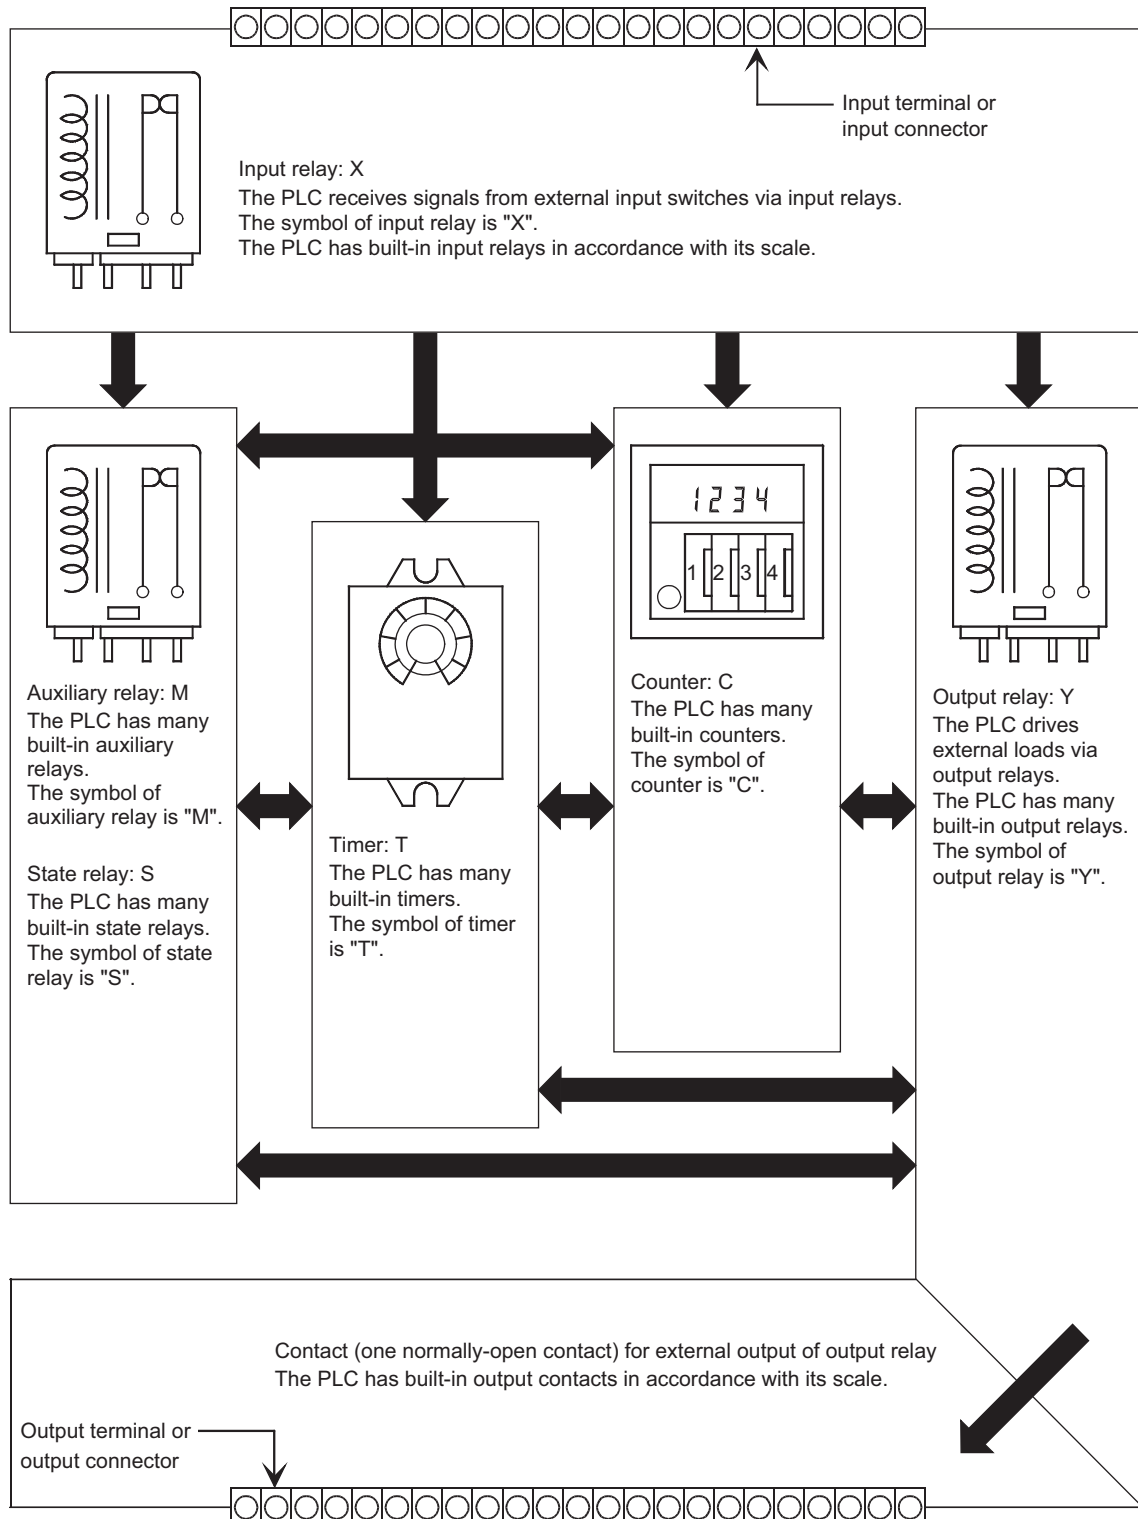 Input terminal or
input connector
Input relay: X
The PLC receives signals from external input switches via input relays.
The symbol of input relay is "X".
The PLC has built-in input relays in accordance with its scale.
1234
1 2 3 4
Auxiliary relay: M
The PLC has many
built-in auxiliary
relays.
The symbol of
auxiliary relay is "M".
State relay: S
The PLC has many
built-in state relays.
The symbol of state
relay is "S".
Timer: T
The PLC has many
built-in timers.
The symbol of timer
is "T".
Counter: C
The PLC has many
built-in counters.
The symbol of
counter is "C".
Output relay: Y
The PLC drives
external loads via
output relays.
The PLC has many
built-in output relays.
The symbol of
output relay is "Y".
Contact (one normally-open contact) for external output of output relay
The PLC has built-in output contacts in accordance with its scale.
Output terminal or
output connector